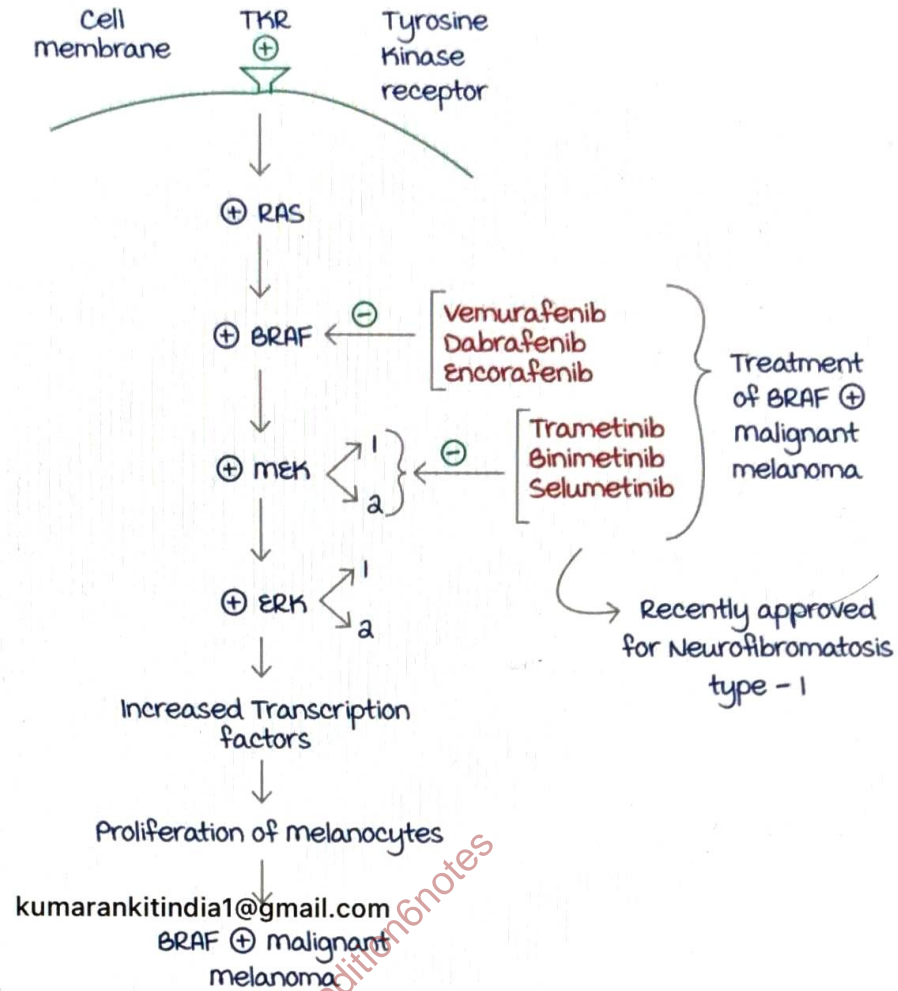 Cell
membrane
TKR
⊕
Tyrosine
Kinase
receptor
⊕ RAS
⊕ BRAF
⊖
Vemurafenib
Dabrafenib
Encorafenib
Treatment
of BRAF ⊕
malignant
melanoma
⊕ MEK
1
2
⊖
Trametinib
Binimetinib
Selumetinib
⊕ ERK
1
2
Recently approved
for Neurofibromatosis
type - 1
Increased Transcription
factors
Proliferation of melanocytes
kumarankitindia1@gmail.com
BRAF ⊕ malignant
melanoma